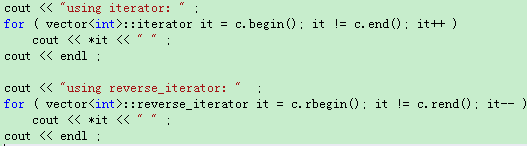 cout << "using iterator: " ;
for ( vector<int>::iterator it = c.begin(); it != c.end(); it++ )
    cout << *it << " " ;
cout << endl ;

cout << "using reverse_iterator: "  ;
for ( vector<int>::reverse_iterator it = c.rbegin(); it != c.rend(); it-- )
    cout << *it << " " ;
cout << endl ;